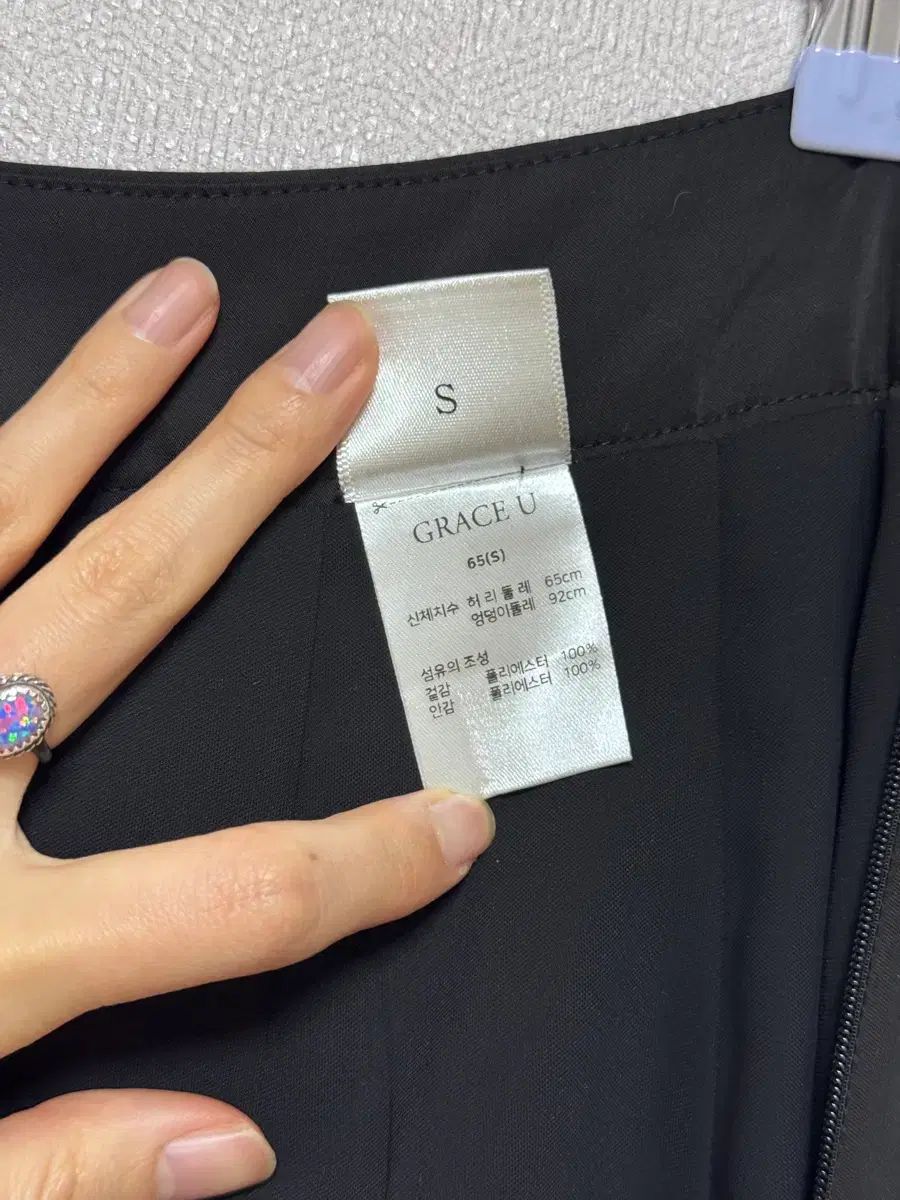 S
GRACE U
65(S)
신체치수 허리둘레 65cm
엉덩이둘레 92cm
섬유의 조성
겉감 폴리에스터 100%
안감 폴리에스터 100%